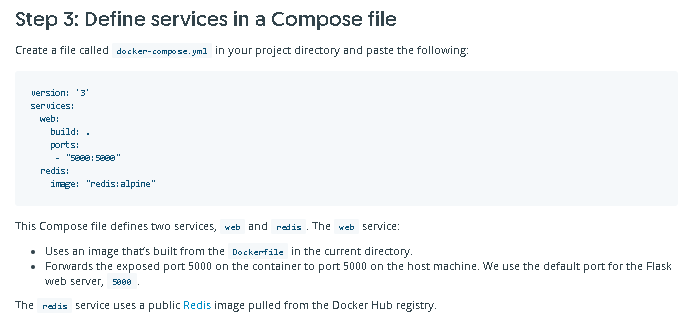 Step 3: Define services in a Compose file
Create a file called docker-compose.yml in your project directory and paste the following:
version: '3'
services:
  web:
    build: .
    ports:
     - "5000:5000"
  redis:
    image: "redis:alpine"
This Compose file defines two services, web and redis. The web service:
• Uses an image that's built from the Dockerfile in the current directory.
• Forwards the exposed port 5000 on the container to port 5000 on the host machine. We use the default port for the Flask
web server, 5000.
The redis service uses a public Redis image pulled from the Docker Hub registry.